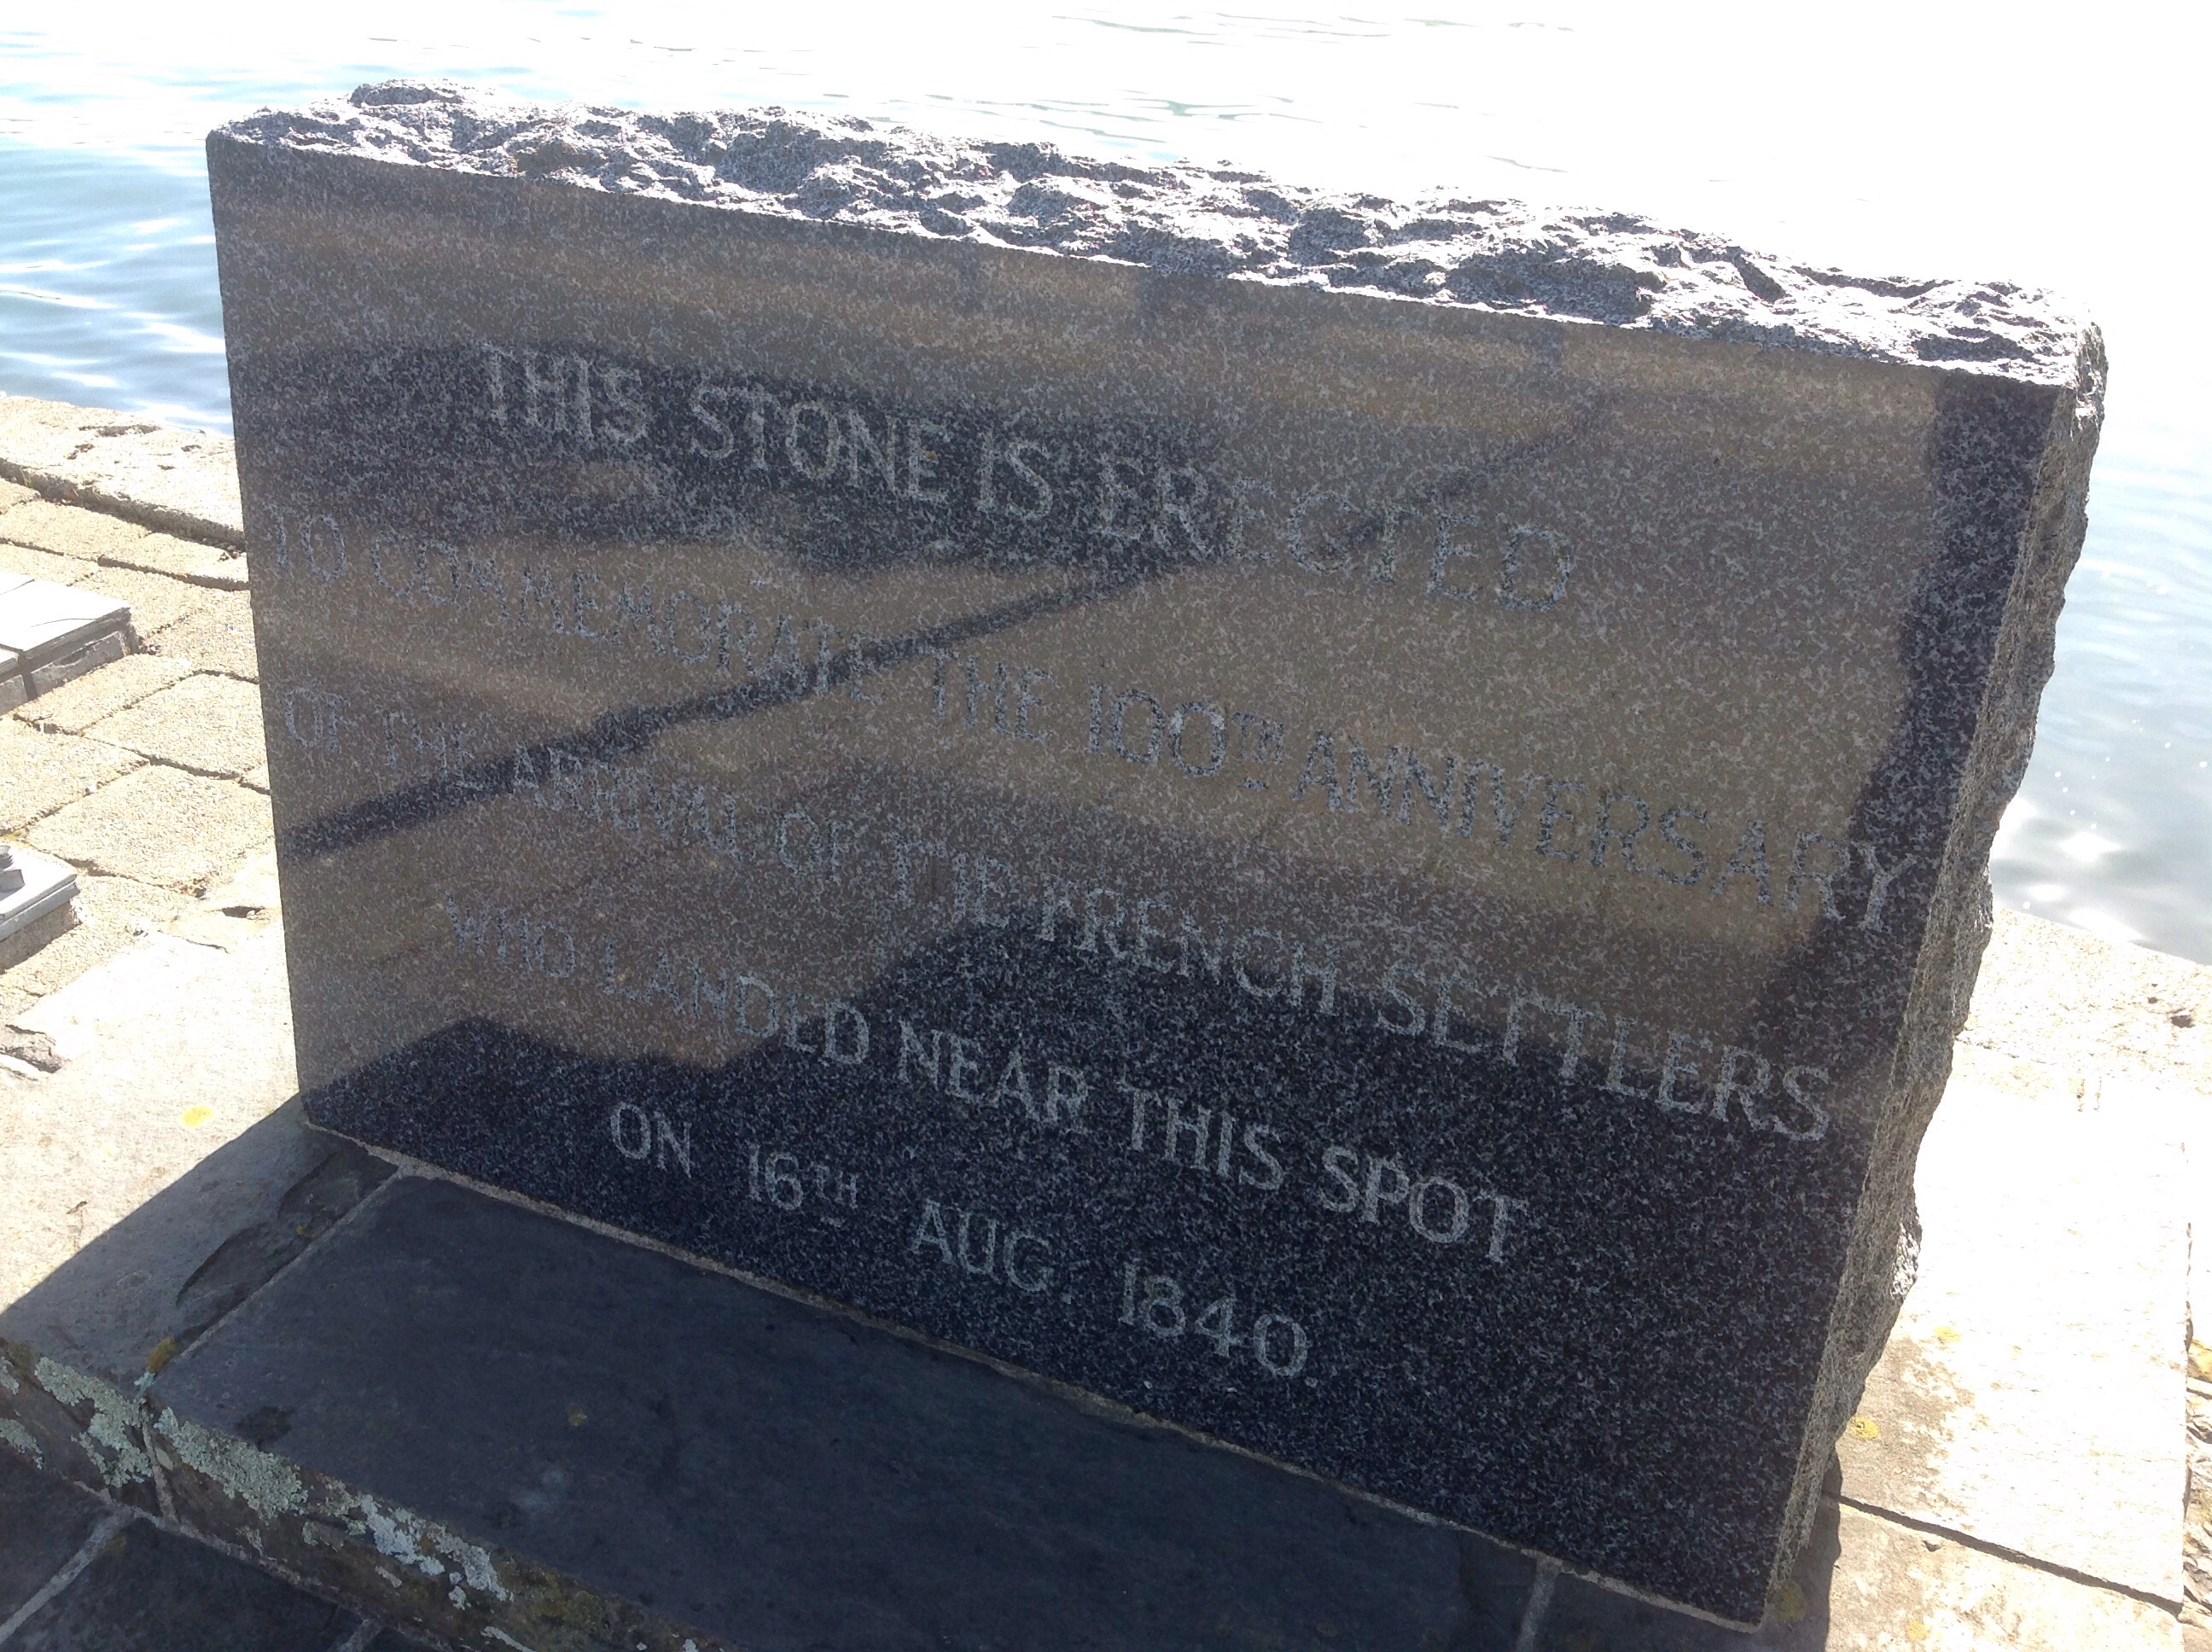 THIS STONE IS ERECTED
TO COMMEMORATE THE 100TH ANNIVERSARY
OF THE ARRIVAL OF THE FRENCH SETTLERS
WHO LANDED NEAR THIS SPOT
ON 16TH AUG. 1840.